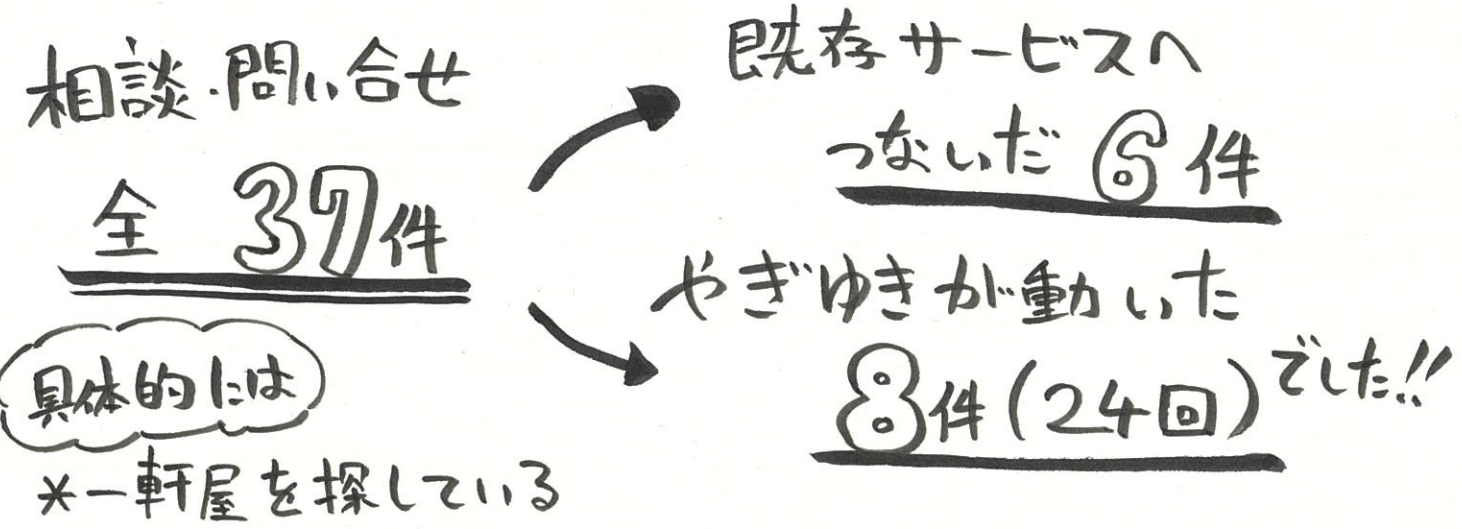 相談・問い合せ
全 37件
既存サービスへ
つないだ 6件
やぎゆきが動いた
8件(24回)でした!!
具体的には
*一軒屋を探している